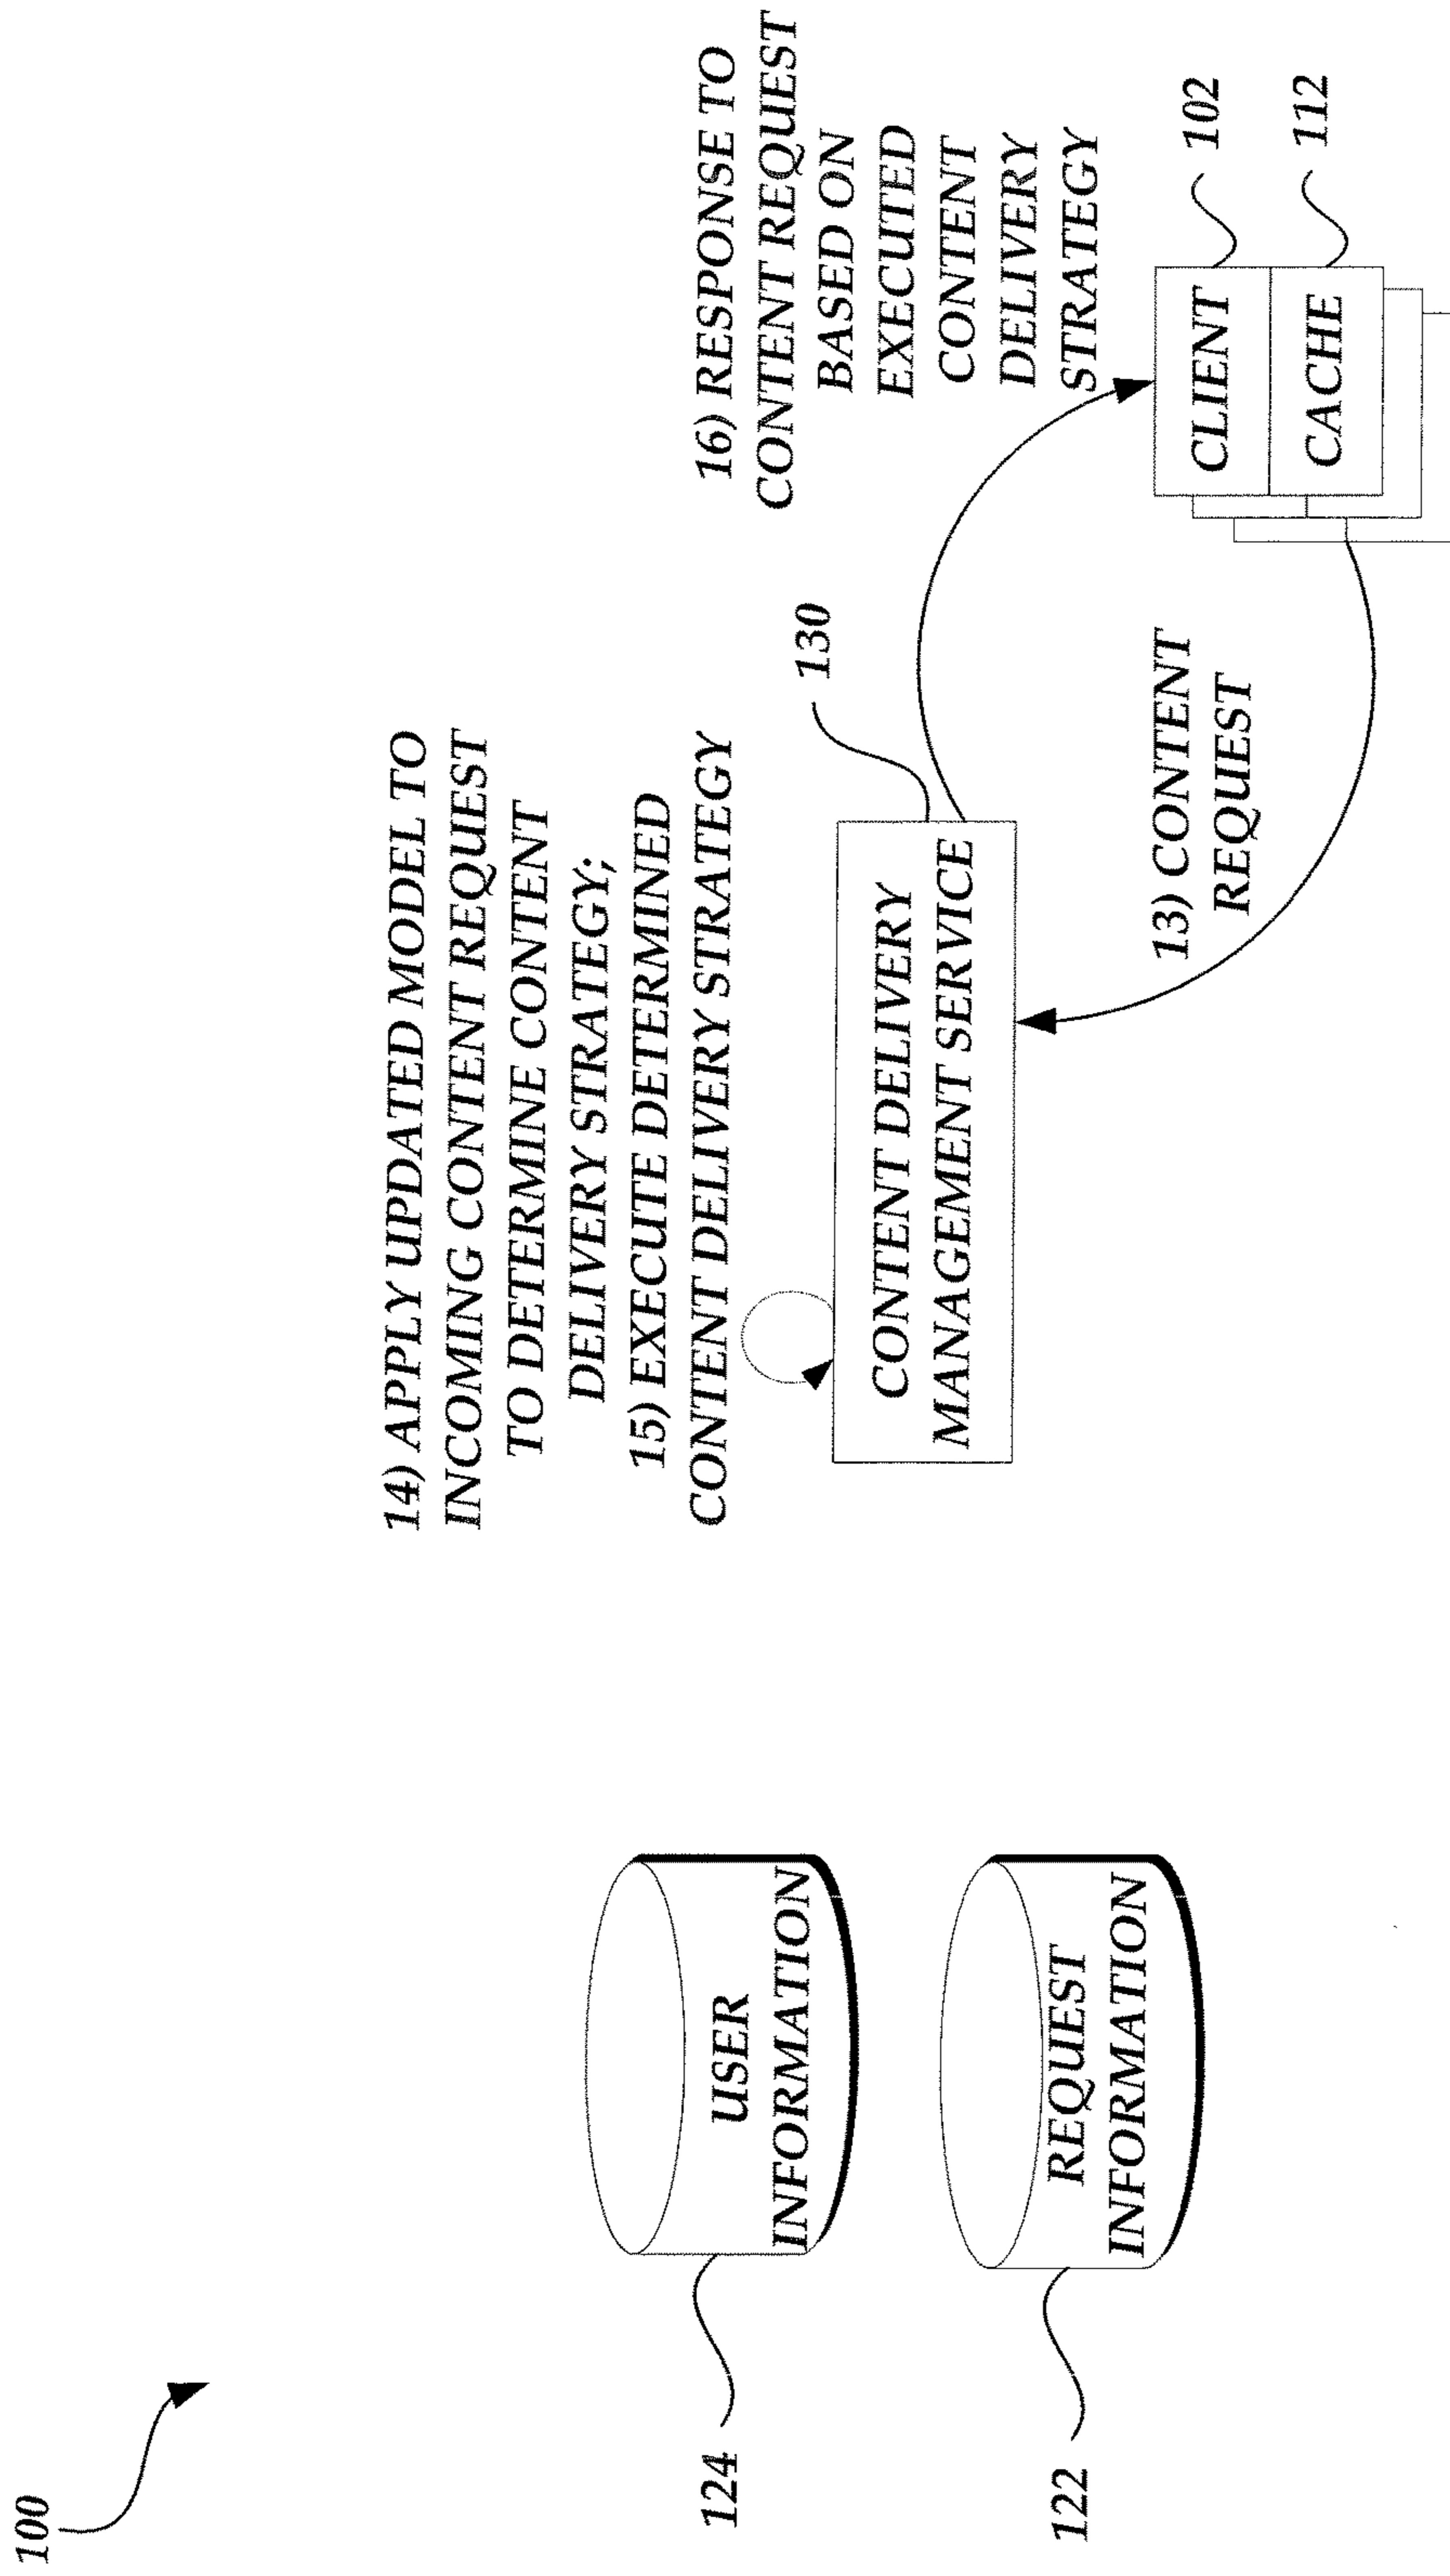 100
14) APPLY UPDATED MODEL TO
INCOMING CONTENT REQUEST
TO DETERMINE CONTENT
DELIVERY STRATEGY;
15) EXECUTE DETERMINED
CONTENT DELIVERY STRATEGY
16) RESPONSE TO
CONTENT REQUEST
BASED ON
EXECUTED
CONTENT
DELIVERY
STRATEGY
124
USER
INFORMATION
130
CONTENT DELIVERY
MANAGEMENT SERVICE
122
REQUEST
INFORMATION
13) CONTENT
REQUEST
CLIENT
102
CACHE
112